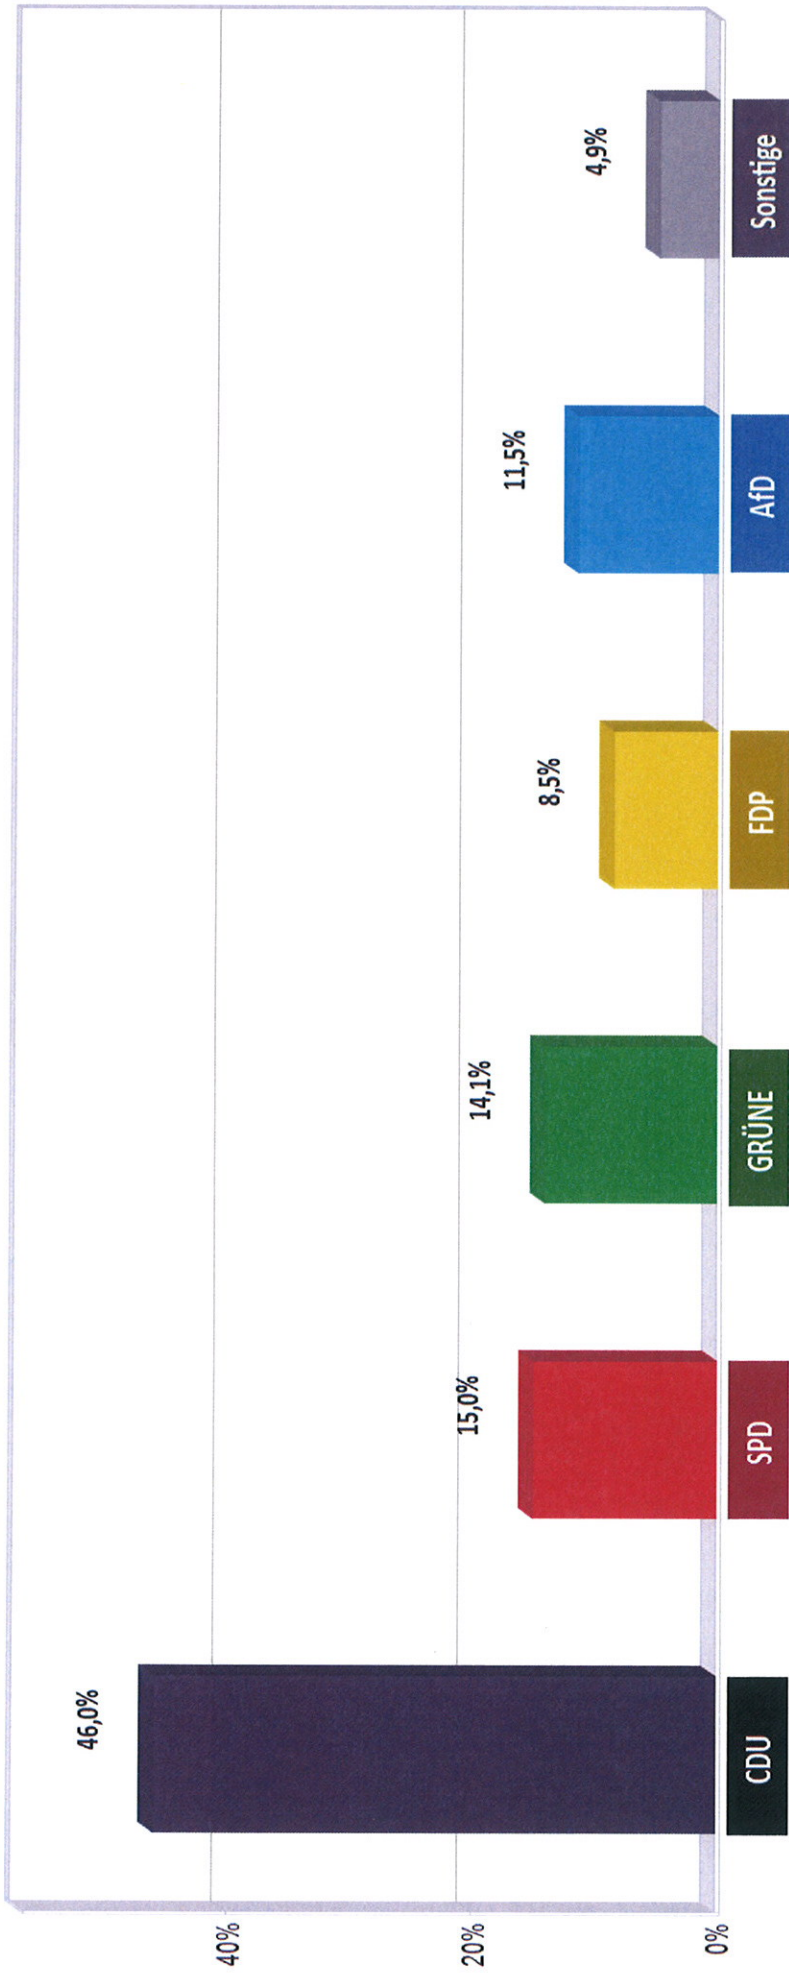 46,0%
15,0%
14,1%
8,5%
11,5%
4,9%
40%
20%
0%
CDU
SPD
GRÜNE
FDP
AfD
Sonstige